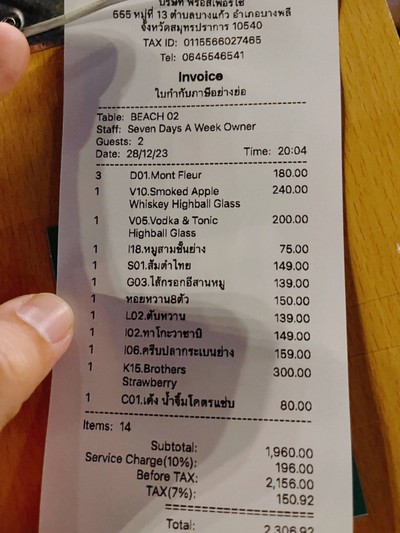 555 หมู่ที่ 13 ตำบลบางแก้ว อำเภอบางพลี
จังหวัดสมุทรปราการ 10540
TAX ID: 0115566027465
Tel: 0645546541
Invoice
ใบกำกับภาษีอย่างย่อ
Table: BEACH 02
Staff: Seven Days A Week Owner
Guests: 2
Date: 28/12/23 Time: 20:04
3 D01.Mont Fleur 180.00
1 V10.Smoked Apple 240.00
Whiskey Highball Glass
1 V05.Vodka & Tonic 200.00
Highball Glass
1 I18.หมูสามชั้นย่าง 75.00
1 S01.ส้มตำไทย 149.00
1 G03.ไส้กรอกอีสานหมู 139.00
1 หอยหวาน8ตัว 150.00
1 L02.ตับหวาน 139.00
1 I02.ทาโกะวาซาบิ 149.00
1 I06.ครีบปลากระเบนย่าง 159.00
1 K15.Brothers 300.00
Strawberry
1 C01.เด้ง น้ำจิ้มโคตรแซ่บ 80.00
Items: 14
Subtotal: 1,960.00
Service Charge(10%): 196.00
Before TAX: 2,156.00
TAX(7%): 150.92
Total: 2,306.92